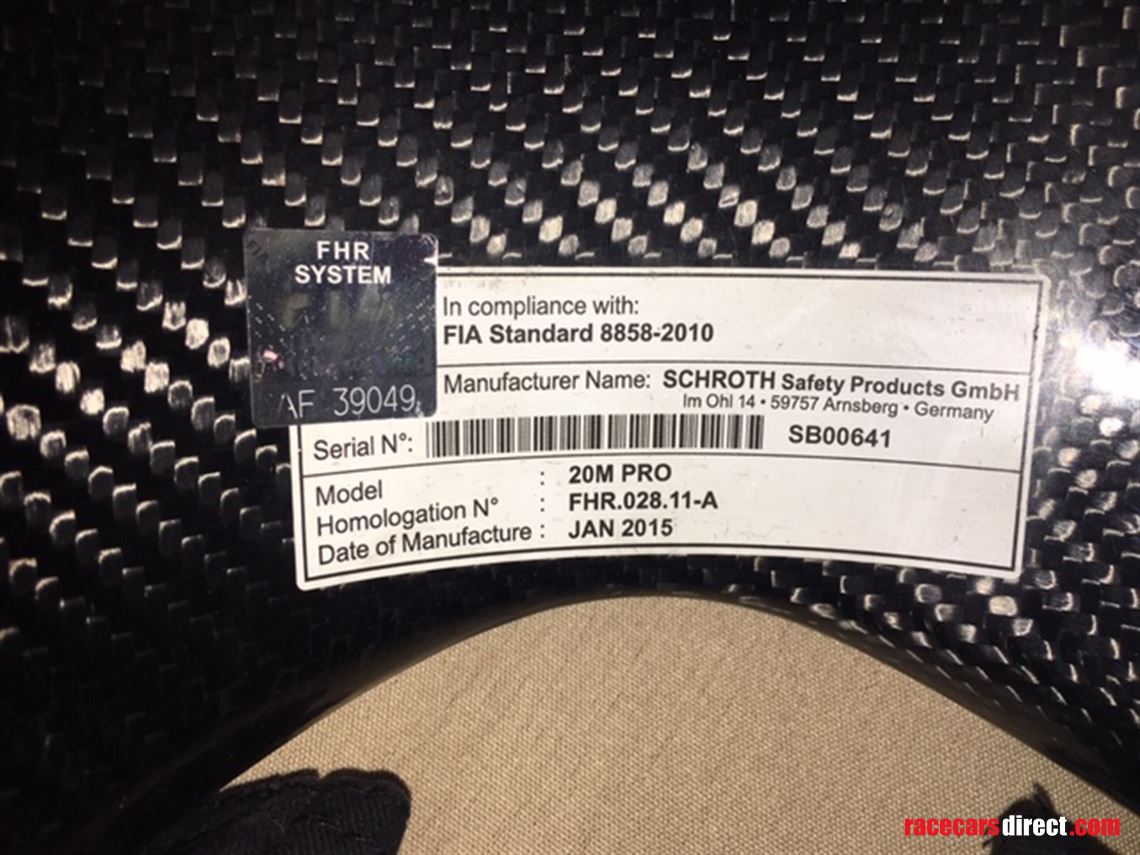 FHR
SYSTEM
AF 39049
In compliance with:
FIA Standard 8858-2010
Manufacturer Name: SCHROTH Safety Products GmbH
Im Ohl 14 • 59757 Arnsberg • Germany
Serial N°: SB00641
Model : 20M PRO
Homologation N° : FHR.028.11-A
Date of Manufacture : JAN 2015
racecarsdirect.com